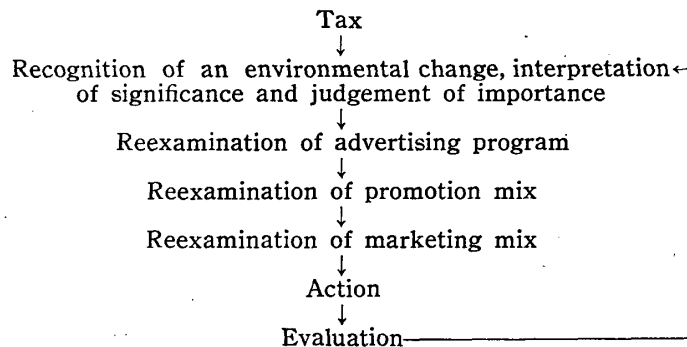 Tax
Recognition of an environmental change, interpretation
of significance and judgement of importance
Reexamination of advertising program
Reexamination of promotion mix
Reexamination of marketing mix
Action
Evaluation